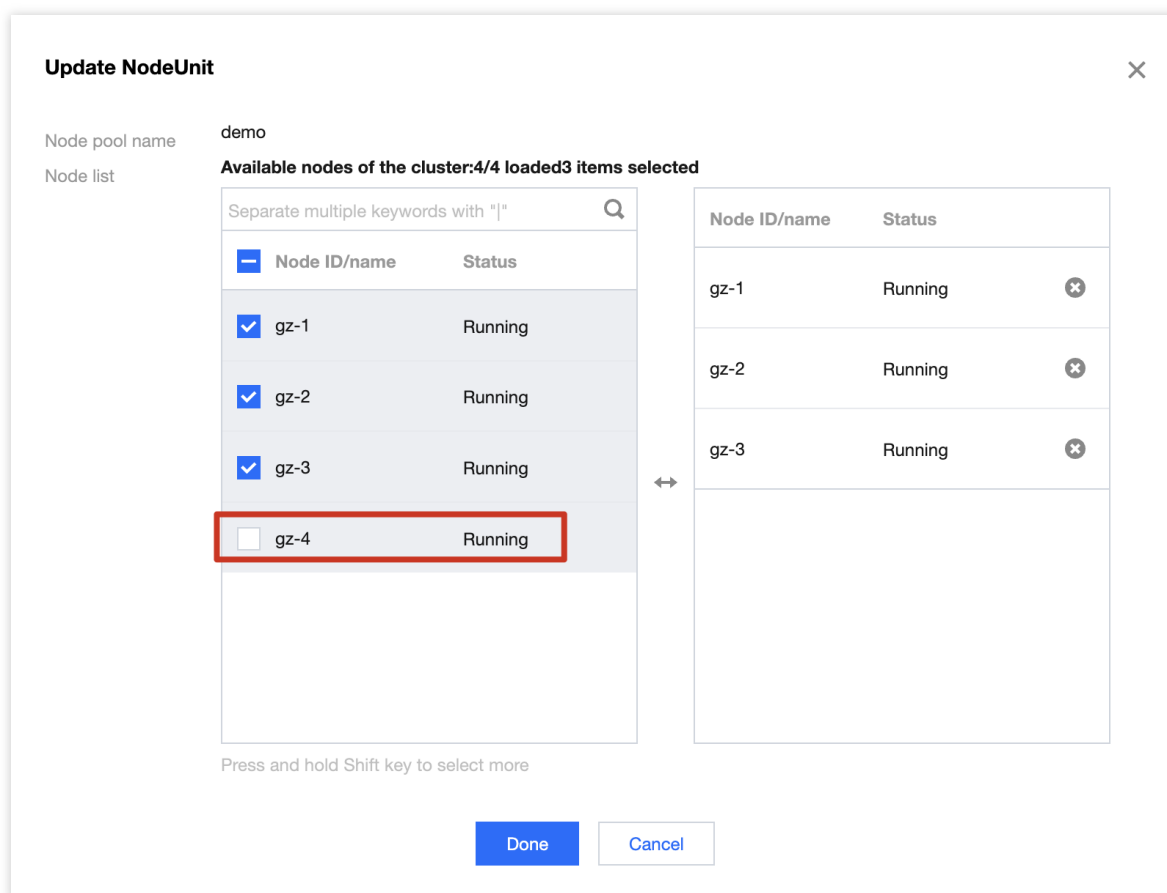 Update NodeUnit
Node pool name demo
Node list Available nodes of the cluster:4/4 loaded3 items selected
Separate multiple keywords with "|"
Node ID/name Status
gz-1 Running
gz-2 Running
gz-3 Running
gz-4 Running
Node ID/name Status
gz-1 Running
gz-2 Running
gz-3 Running
Press and hold Shift key to select more
Done Cancel